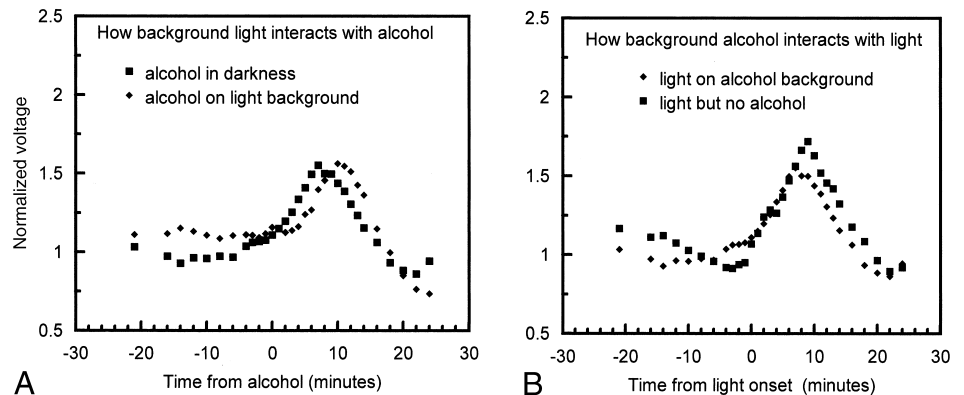 How background light interacts with alcohol
alcohol in darkness
alcohol on light background
Normalized voltage
2.5
2
1.5
1
0.5
-30
-20
-10
0
10
20
30
Time from alcohol (minutes)
A
How background alcohol interacts with light
light on alcohol background
light but no alcohol
2.5
2
1.5
1
0.5
-30
-20
-10
0
10
20
30
Time from light onset (minutes)
B